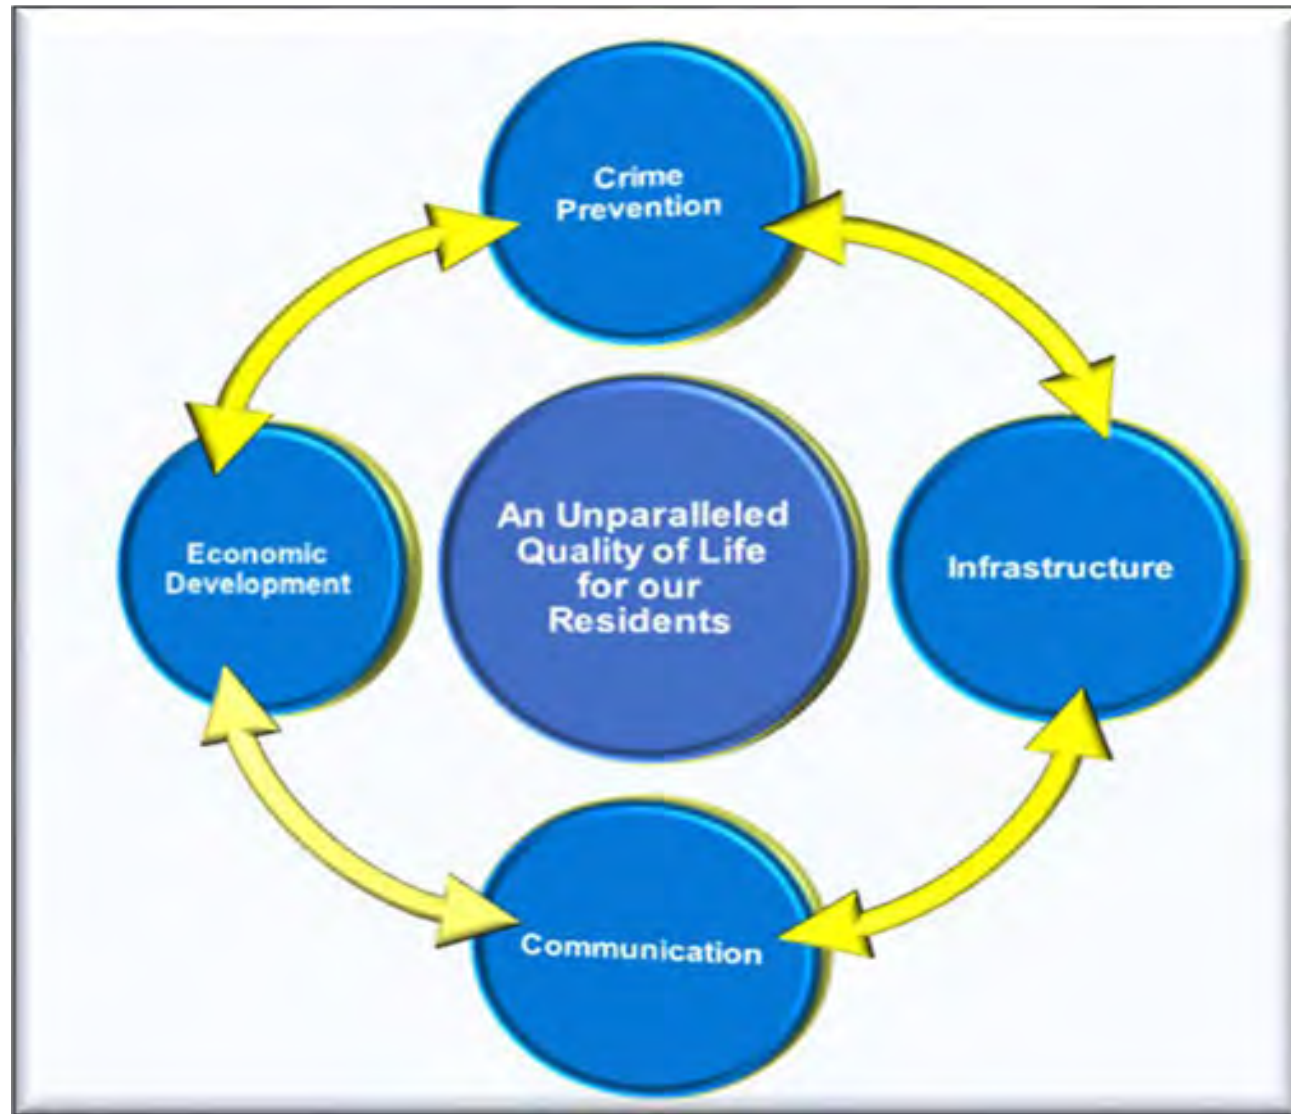 Crime
Prevention
Economic
Development
An Unparalleled
Quality of Life
for our
Residents
Infrastructure
Communication